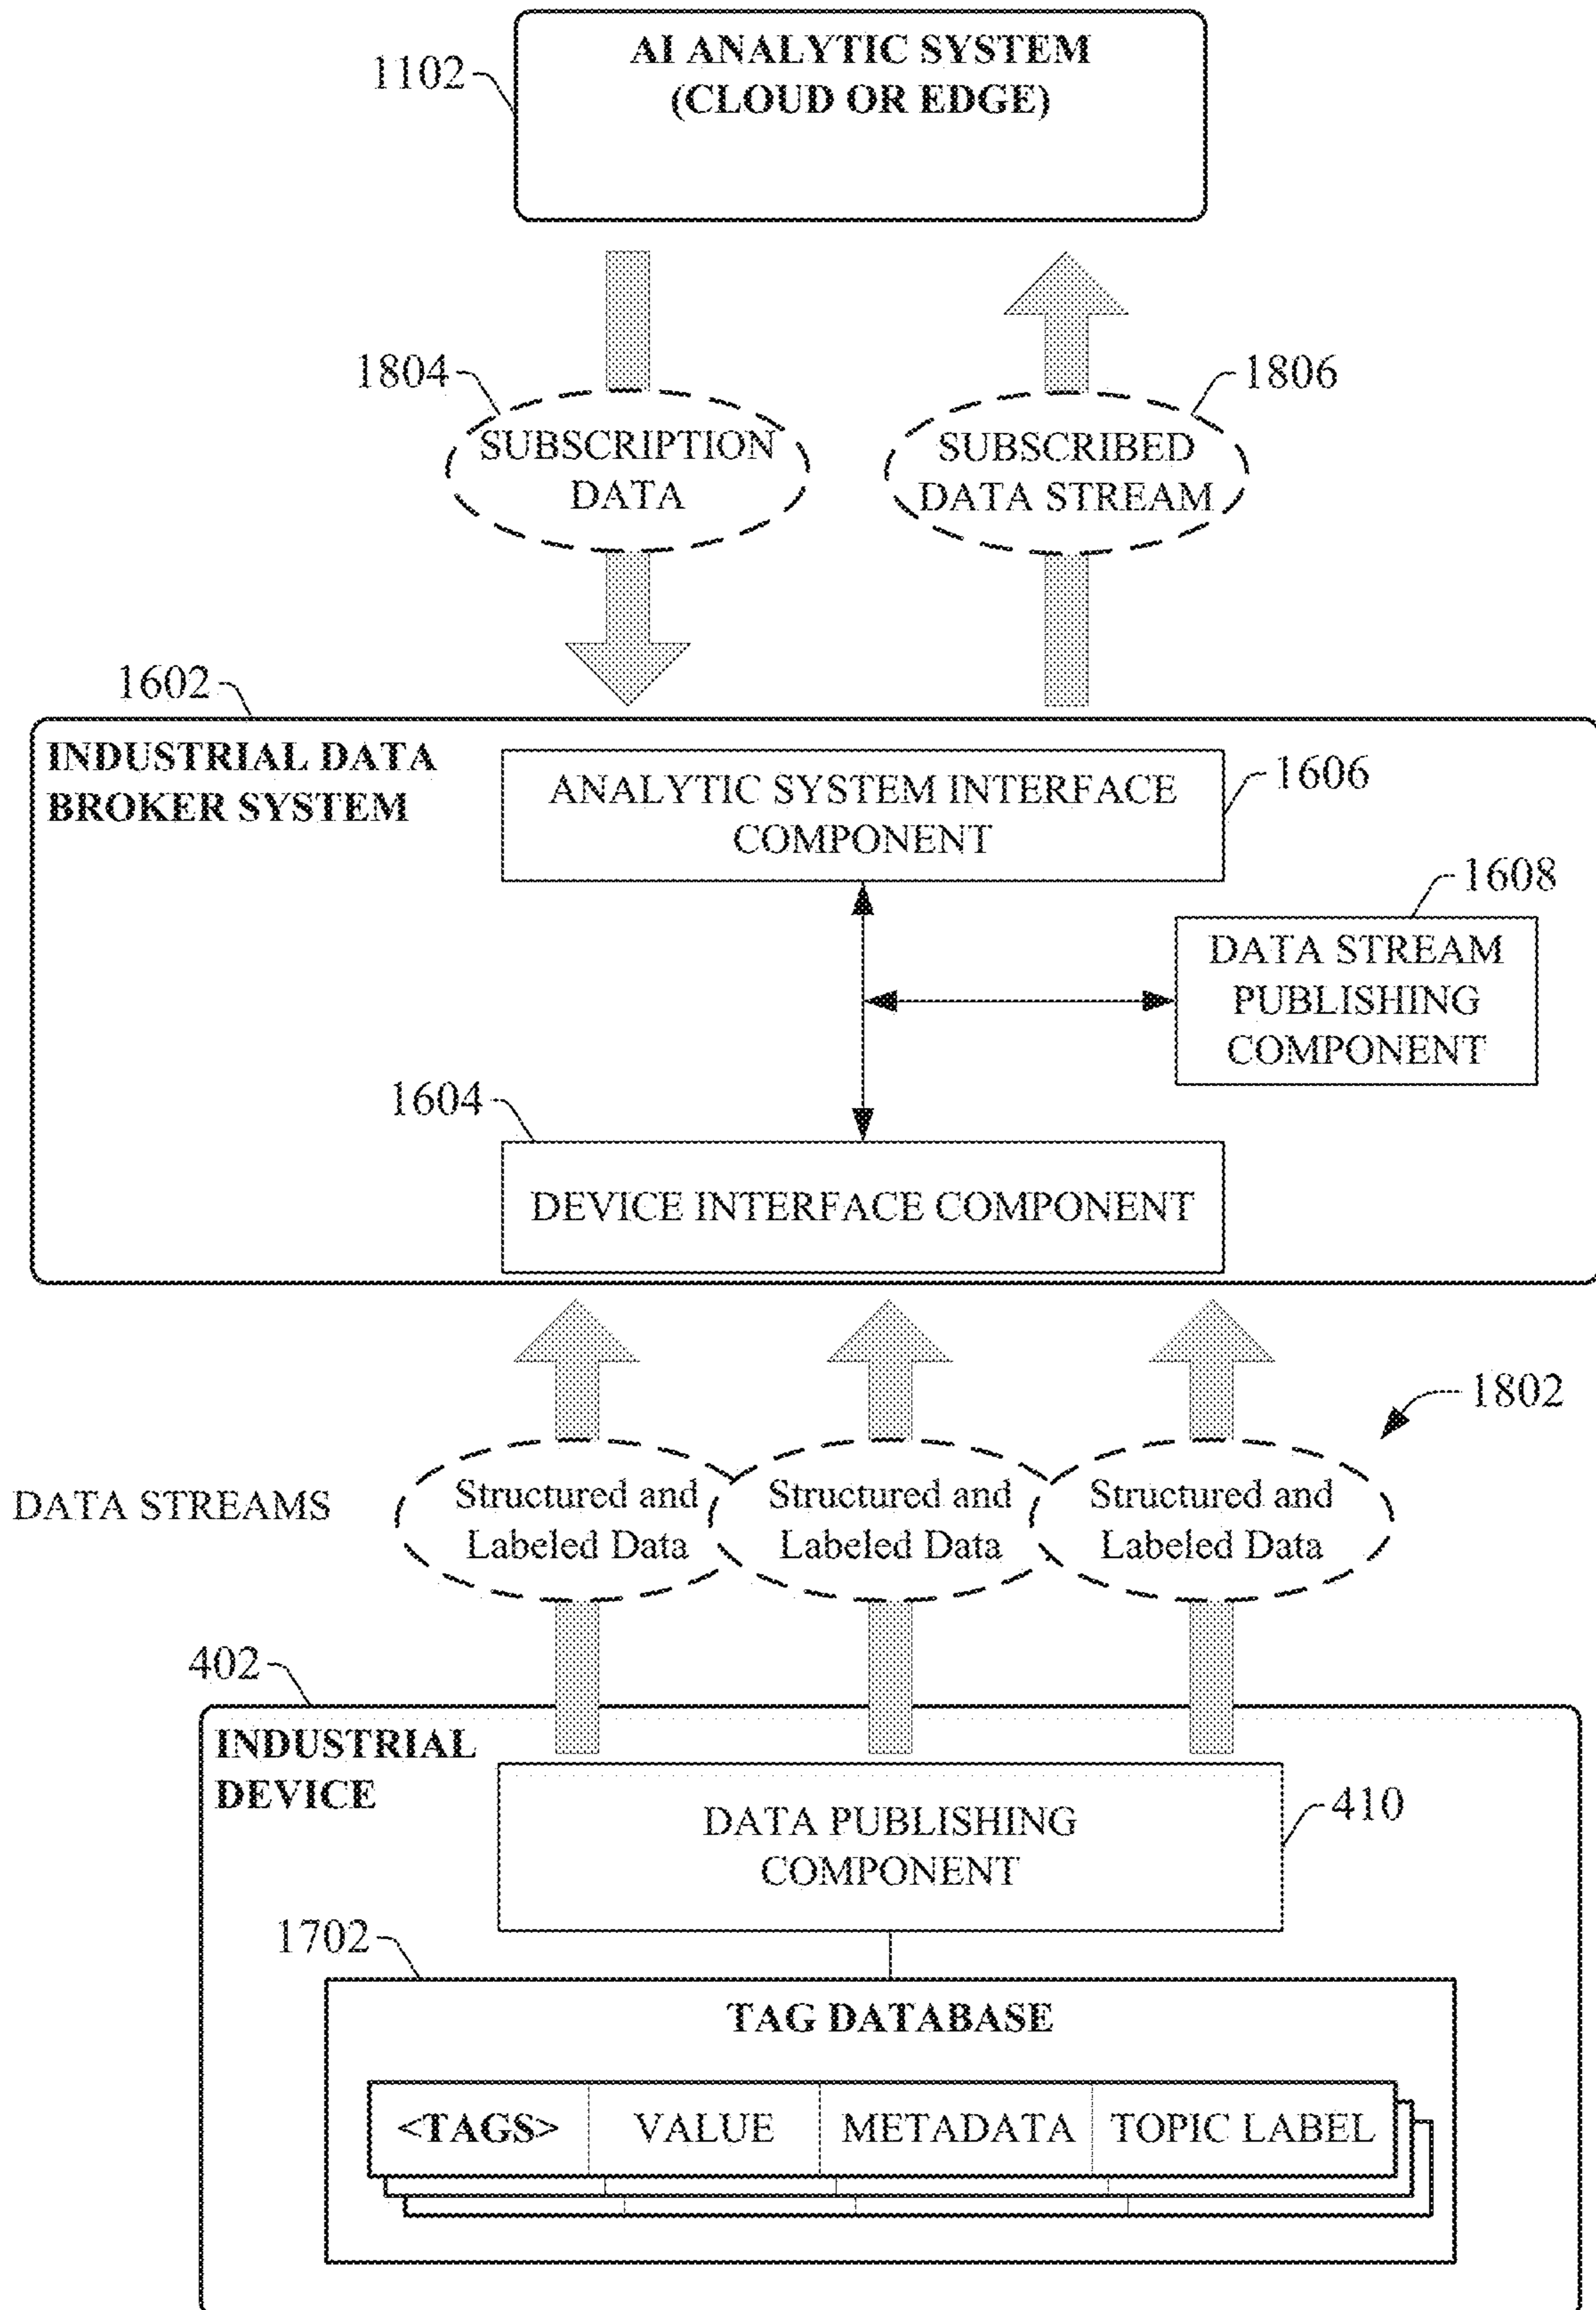 AI ANALYTIC SYSTEM
(CLOUD OR EDGE)
1102
1804
SUBSCRIPTION
DATA
1806
SUBSCRIBED
DATA STREAM
1602
INDUSTRIAL DATA
BROKER SYSTEM
ANALYTIC SYSTEM INTERFACE
COMPONENT
1606
1608
DATA STREAM
PUBLISHING
COMPONENT
1604
DEVICE INTERFACE COMPONENT
1802
DATA STREAMS
Structured and
Labeled Data
Structured and
Labeled Data
Structured and
Labeled Data
402
INDUSTRIAL
DEVICE
DATA PUBLISHING
COMPONENT
410
1702
TAG DATABASE
<TAGS> VALUE METADATA TOPIC LABEL